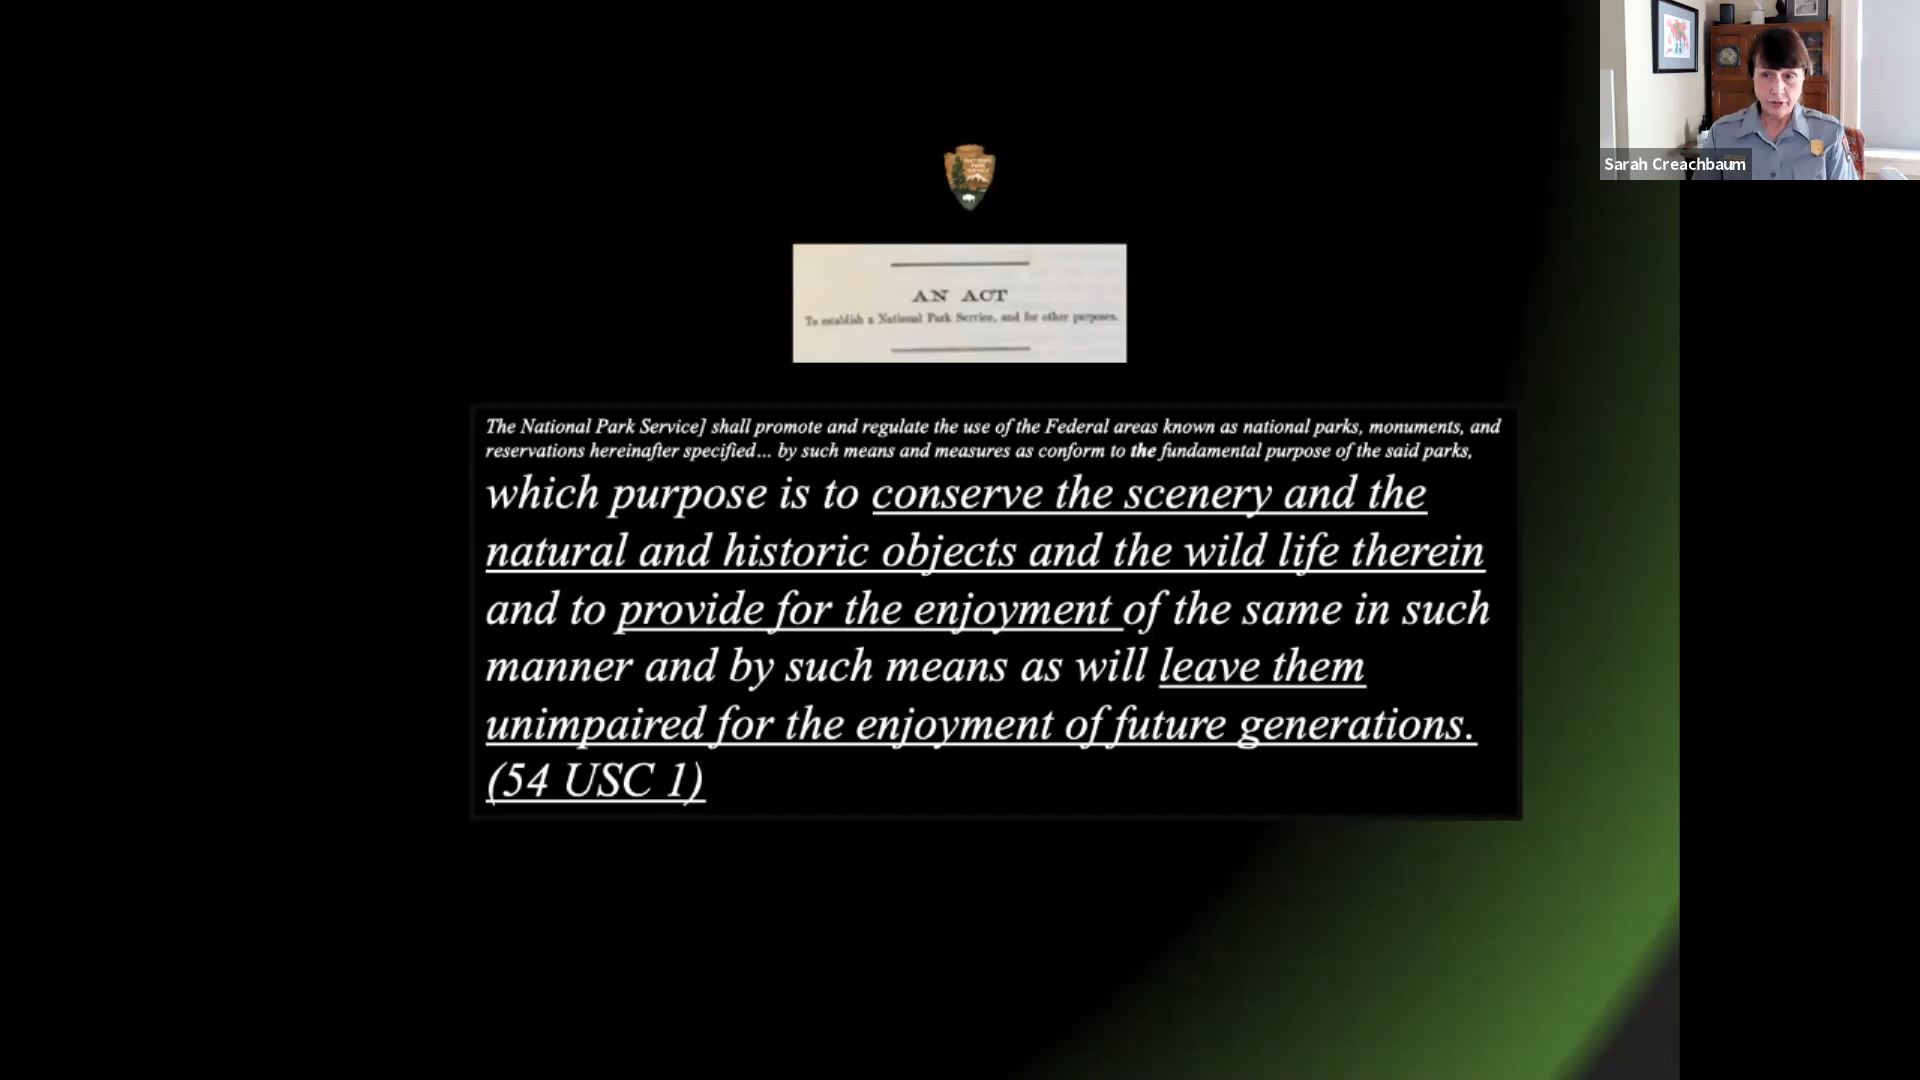 Sarah Creachbaum
NATIONAL
PARK
SERVICE
AN ACT
To establish a National Park Service, and for other purposes.
The National Park Service] shall promote and regulate the use of the Federal areas known as national parks, monuments, and
reservations hereinafter specified… by such means and measures as conform to the fundamental purpose of the said parks,
which purpose is to conserve the scenery and the
natural and historic objects and the wild life therein
and to provide for the enjoyment of the same in such
manner and by such means as will leave them
unimpaired for the enjoyment of future generations.
(54 USC 1)